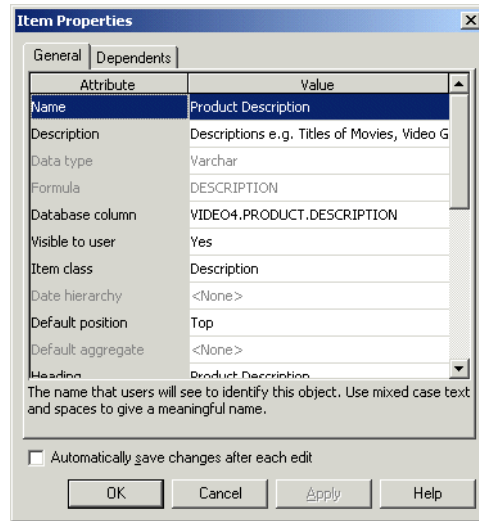 Item Properties
General Dependents
Attribute Value
Name Product Description
Description Descriptions e.g. Titles of Movies, Video G
Data type Varchar
Formula DESCRIPTION
Database column VIDEO4.PRODUCT.DESCRIPTION
Visible to user Yes
Item class Description
Date hierarchy <None>
Default position Top
Default aggregate <None>
Heading Product Description
The name that users will see to identify this object. Use mixed case text
and spaces to give a meaningful name.
Automatically save changes after each edit
OK Cancel Apply Help